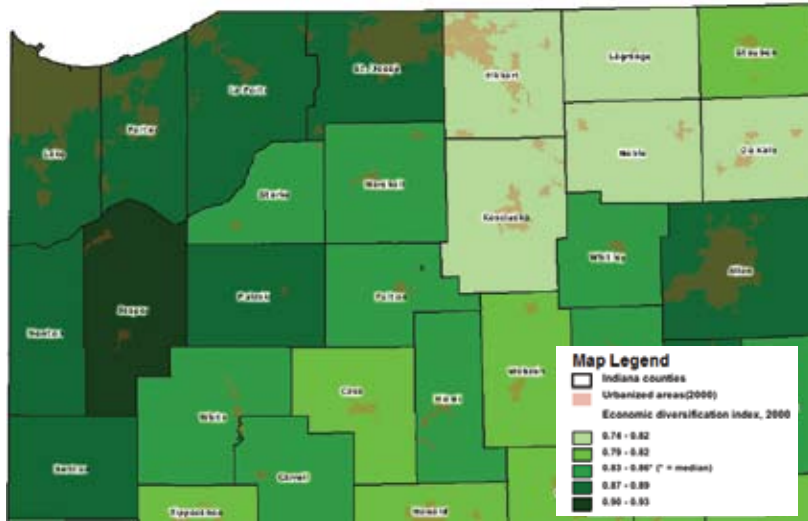 St. Joseph
Elkhart
Lagrange
Steuben
La Porte
Porter
Lake
Noble
De Kalb
Starke
Marshall
Kosciusko
Whitley
Allen
Jasper
Pulaski
Fulton
Newton
Wabash
Miami
Cass
White
Carroll
Benton
Tippecanoe
Howard
Map Legend
Indiana counties
Urbanized areas(2000)
Economic diversification index, 2000
0.74 - 0.82
0.79 - 0.82
0.83 - 0.86* (* = median)
0.87 - 0.89
0.90 - 0.93